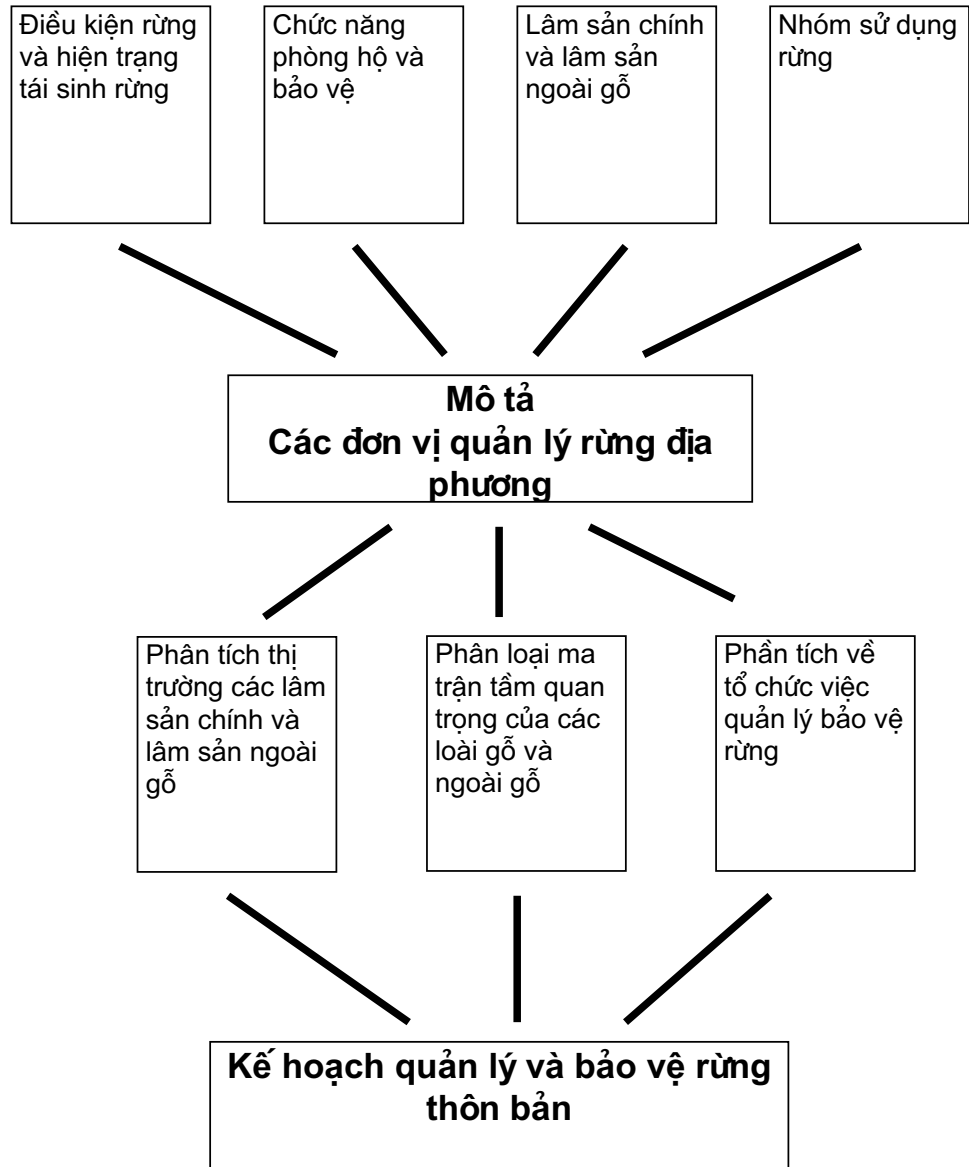 Điều kiện rừng
và hiện trạng
tái sinh rừng
Chức năng
phòng hộ và
bảo vệ
Lâm sản chính
và lâm sản
ngoài gỗ
Nhóm sử dụng
rừng
Mô tả
Các đơn vị quản lý rừng địa
phương
Phân tích thị
trường các lâm
sản chính và
lâm sản ngoài
gỗ
Phân loại ma
trận tầm quan
trọng của các
loài gỗ và
ngoài gỗ
Phần tích về
tổ chức việc
quản lý bảo vệ
rừng
Kế hoạch quản lý và bảo vệ rừng
thôn bản